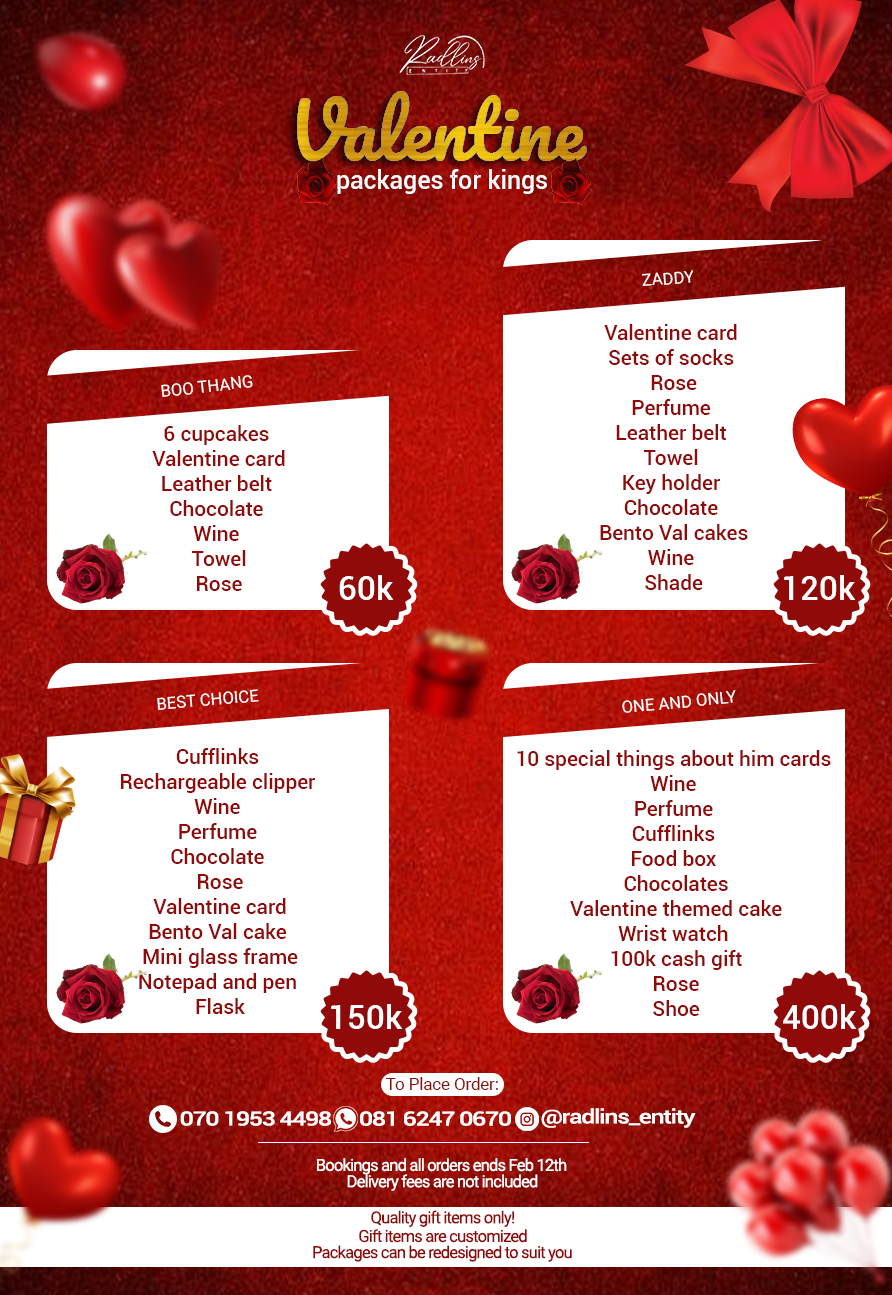 Radlins
ENTITY
Valentine
packages for kings
BOO THANG
6 cupcakes
Valentine card
Leather belt
Chocolate
Wine
Towel
Rose
60k
ZADDY
Valentine card
Sets of socks
Rose
Perfume
Leather belt
Towel
Key holder
Chocolate
Bento Val cakes
Wine
Shade
120k
BEST CHOICE
Cufflinks
Rechargeable clipper
Wine
Perfume
Chocolate
Rose
Valentine card
Bento Val cake
Mini glass frame
Notepad and pen
Flask
150k
ONE AND ONLY
10 special things about him cards
Wine
Perfume
Cufflinks
Food box
Chocolates
Valentine themed cake
Wrist watch
100k cash gift
Rose
Shoe
400k
To Place Order:
070 1953 4498 081 6247 0670 @radlins_entity
Bookings and all orders ends Feb 12th
Delivery fees are not included
Quality gift items only!
Gift items are customized
Packages can be redesigned to suit you